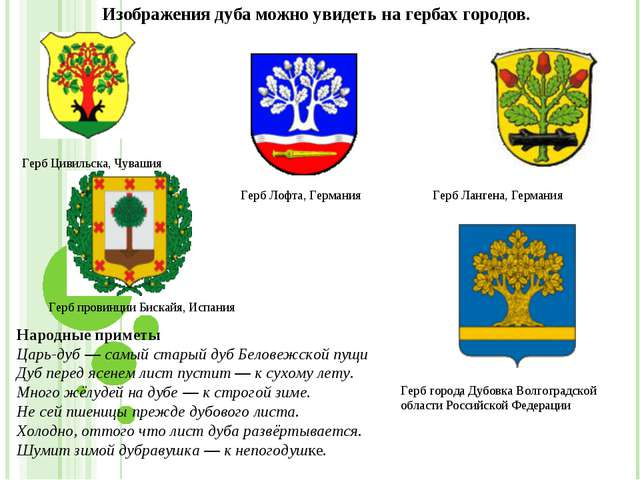 Изображения дуба можно увидеть на гербах городов.
Герб Цивильска, Чувашия
Герб Лофта, Германия
Герб Лангена, Германия
Герб провинции Бискайя, Испания
Герб города Дубовка Волгоградской
области Российской Федерации
Народные приметы
Царь-дуб — самый старый дуб Беловежской пущи
Дуб перед ясенем лист пустит — к сухому лету.
Много жёлудей на дубе — к строгой зиме.
Не сей пшеницы прежде дубового листа.
Холодно, оттого что лист дуба развёртывается.
Шумит зимой дубравушка — к непогодушке.